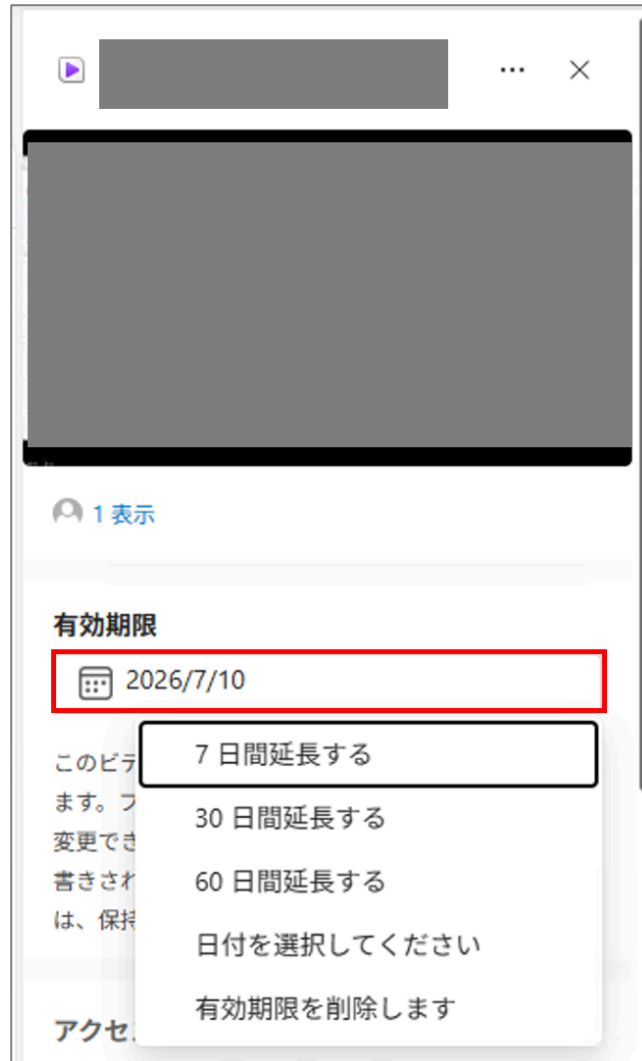 1 表示
有効期限
2026/7/10
7 日間延長する
このビデ
30 日間延長する
ます。フ
変更でき
60 日間延長する
書きされ
は、保持
日付を選択してください
有効期限を削除します
アクセ